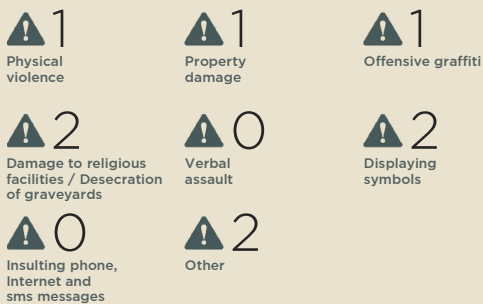 1
Physical
violence
1
Property
damage
1
Offensive graffiti
2
Damage to religious
facilities / Desecration
of graveyards
0
Verbal
assault
2
Displaying
symbols
0
Insulting phone,
Internet and
sms messages
2
Other